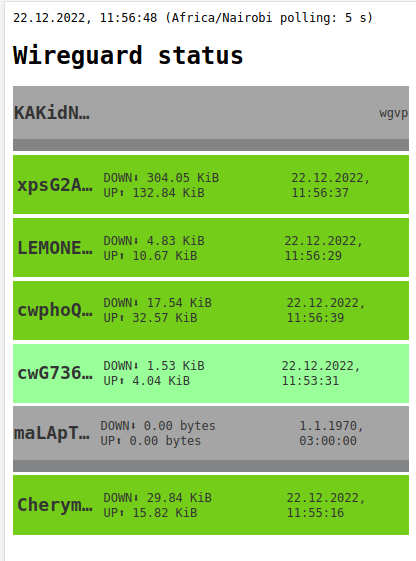 22.12.2022, 11:56:48 (Africa/Nairobi polling: 5 s)
Wireguard status
KAKidN… wgvp
xpsG2A… DOWN⬇ 304.05 KiB 22.12.2022,
UP⬆ 132.84 KiB 11:56:37
LEMONE… DOWN⬇ 4.83 KiB 22.12.2022,
UP⬆ 10.67 KiB 11:56:29
cwphoQ… DOWN⬇ 17.54 KiB 22.12.2022,
UP⬆ 32.57 KiB 11:56:39
cwG736… DOWN⬇ 1.53 KiB 22.12.2022,
UP⬆ 4.04 KiB 11:53:31
maLApT… DOWN⬇ 0.00 bytes 1.1.1970,
UP⬆ 0.00 bytes 03:00:00
Cherym… DOWN⬇ 29.84 KiB 22.12.2022,
UP⬆ 15.82 KiB 11:55:16